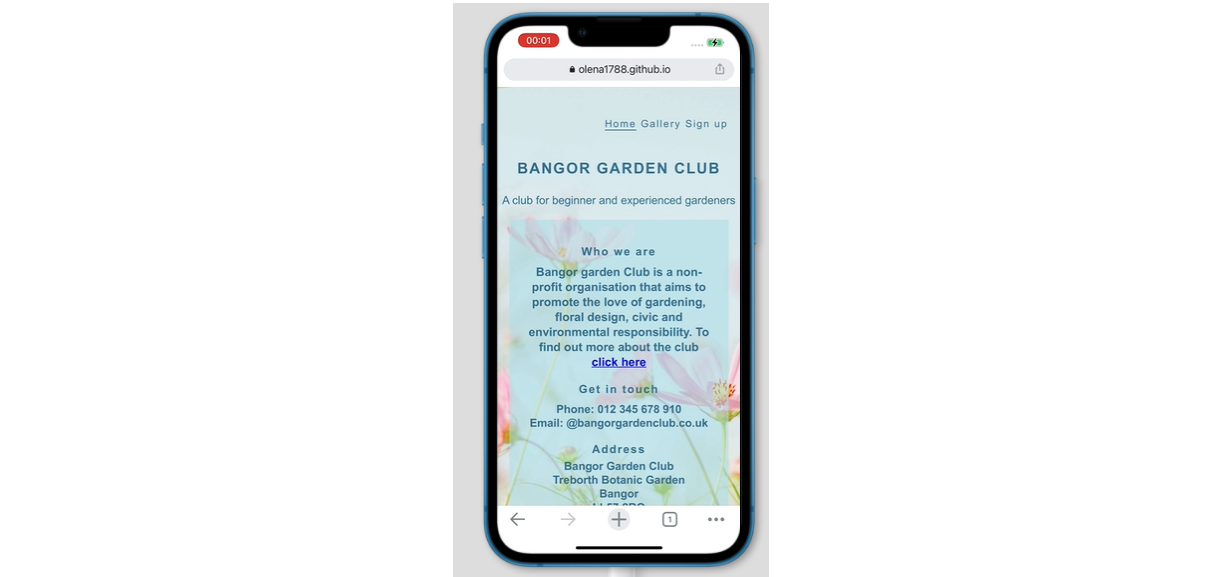 00:01
olena1788.github.io
Home Gallery Sign up
BANGOR GARDEN CLUB
A club for beginner and experienced gardeners
Who we are
Bangor garden Club is a non-
profit organisation that aims to
promote the love of gardening,
floral design, civic and
environmental responsibility. To
find out more about the club
click here
Get in touch
Phone: 012 345 678 910
Email: @bangorgardenclub.co.uk
Address
Bangor Garden Club
Treborth Botanic Garden
Bangor
1